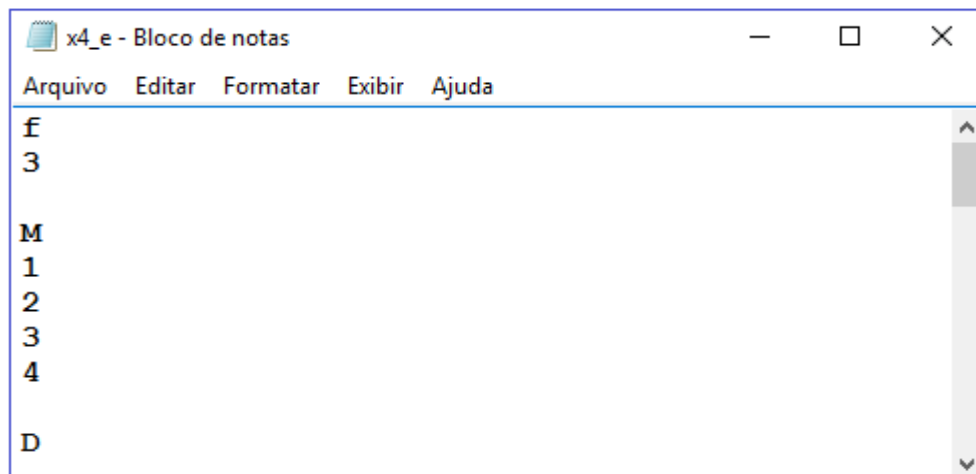 x4_e - Bloco de notas
Arquivo Editar Formatar Exibir Ajuda
f
3
M
1
2
3
4
D